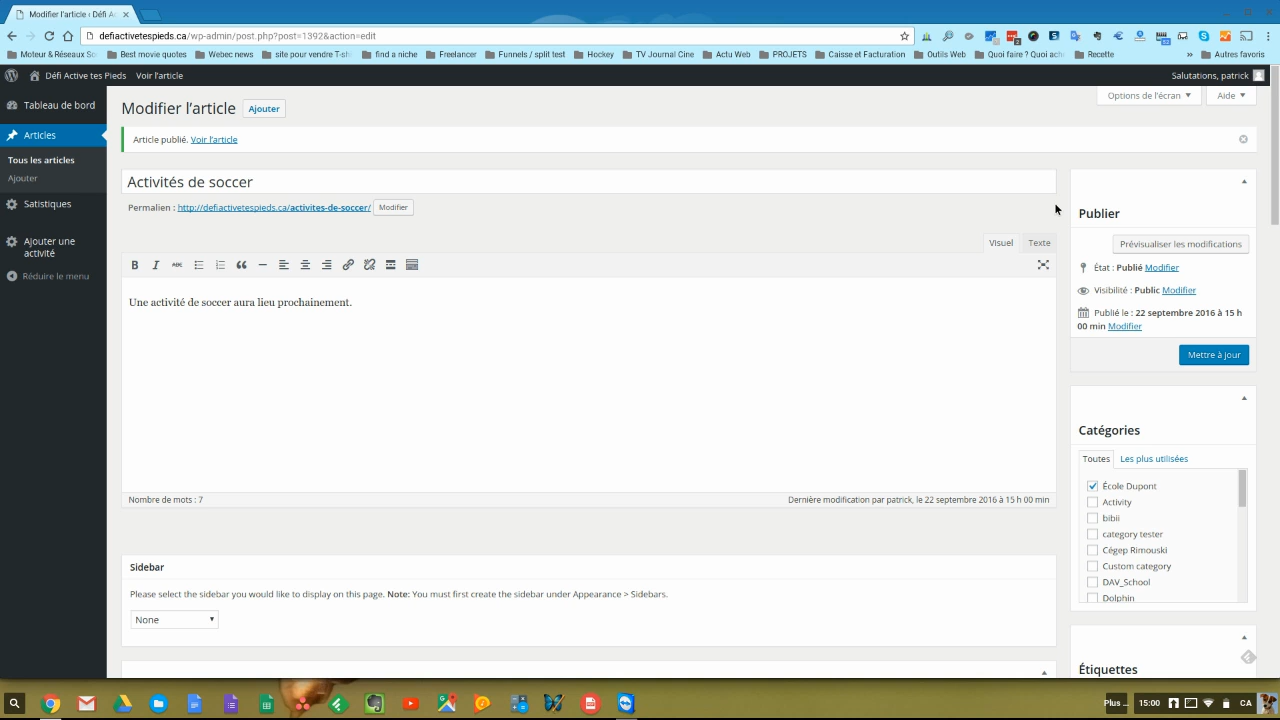 Modifier l'article ‹ Défi A
defiactivetespieds.ca/wp-admin/post.php?post=1392&action=edit
Moteur & Réseaux So
Best movie quotes
Webec news
site pour vendre T-sh
find a niche
Freelancer
Funnels / split test
Hockey
TV Journal Cine
Actu Web
PROJETS
Caisse et Facturation
Outils Web
Quoi faire ? Quoi ach
Recette
»
Autres favoris
Défi Active tes Pieds
Voir l'article
Salutations, patrick
Tableau de bord
Articles
Tous les articles
Ajouter
Satistiques
Ajouter une
activité
Réduire le menu
Modifier l'article
Ajouter
Options de l'écran
Aide
Article publié. Voir l'article
Activités de soccer
Permalien : http://defiactivetespieds.ca/activites-de-soccer/
Modifier
Visuel
Texte
B I ABC
Une activité de soccer aura lieu prochainement.
Nombre de mots : 7
Dernière modification par patrick, le 22 septembre 2016 à 15 h 00 min
Sidebar
Please select the sidebar you would like to display on this page. Note: You must first create the sidebar under Appearance > Sidebars.
None
Publier
Prévisualiser les modifications
État : Publié Modifier
Visibilité : Public Modifier
Publié le : 22 septembre 2016 à 15 h
00 min Modifier
Mettre à jour
Catégories
Toutes
Les plus utilisées
École Dupont
Activity
bibii
category tester
Cégep Rimouski
Custom category
DAV_School
Dolphin
Étiquettes
Plus ...
15:00
CA